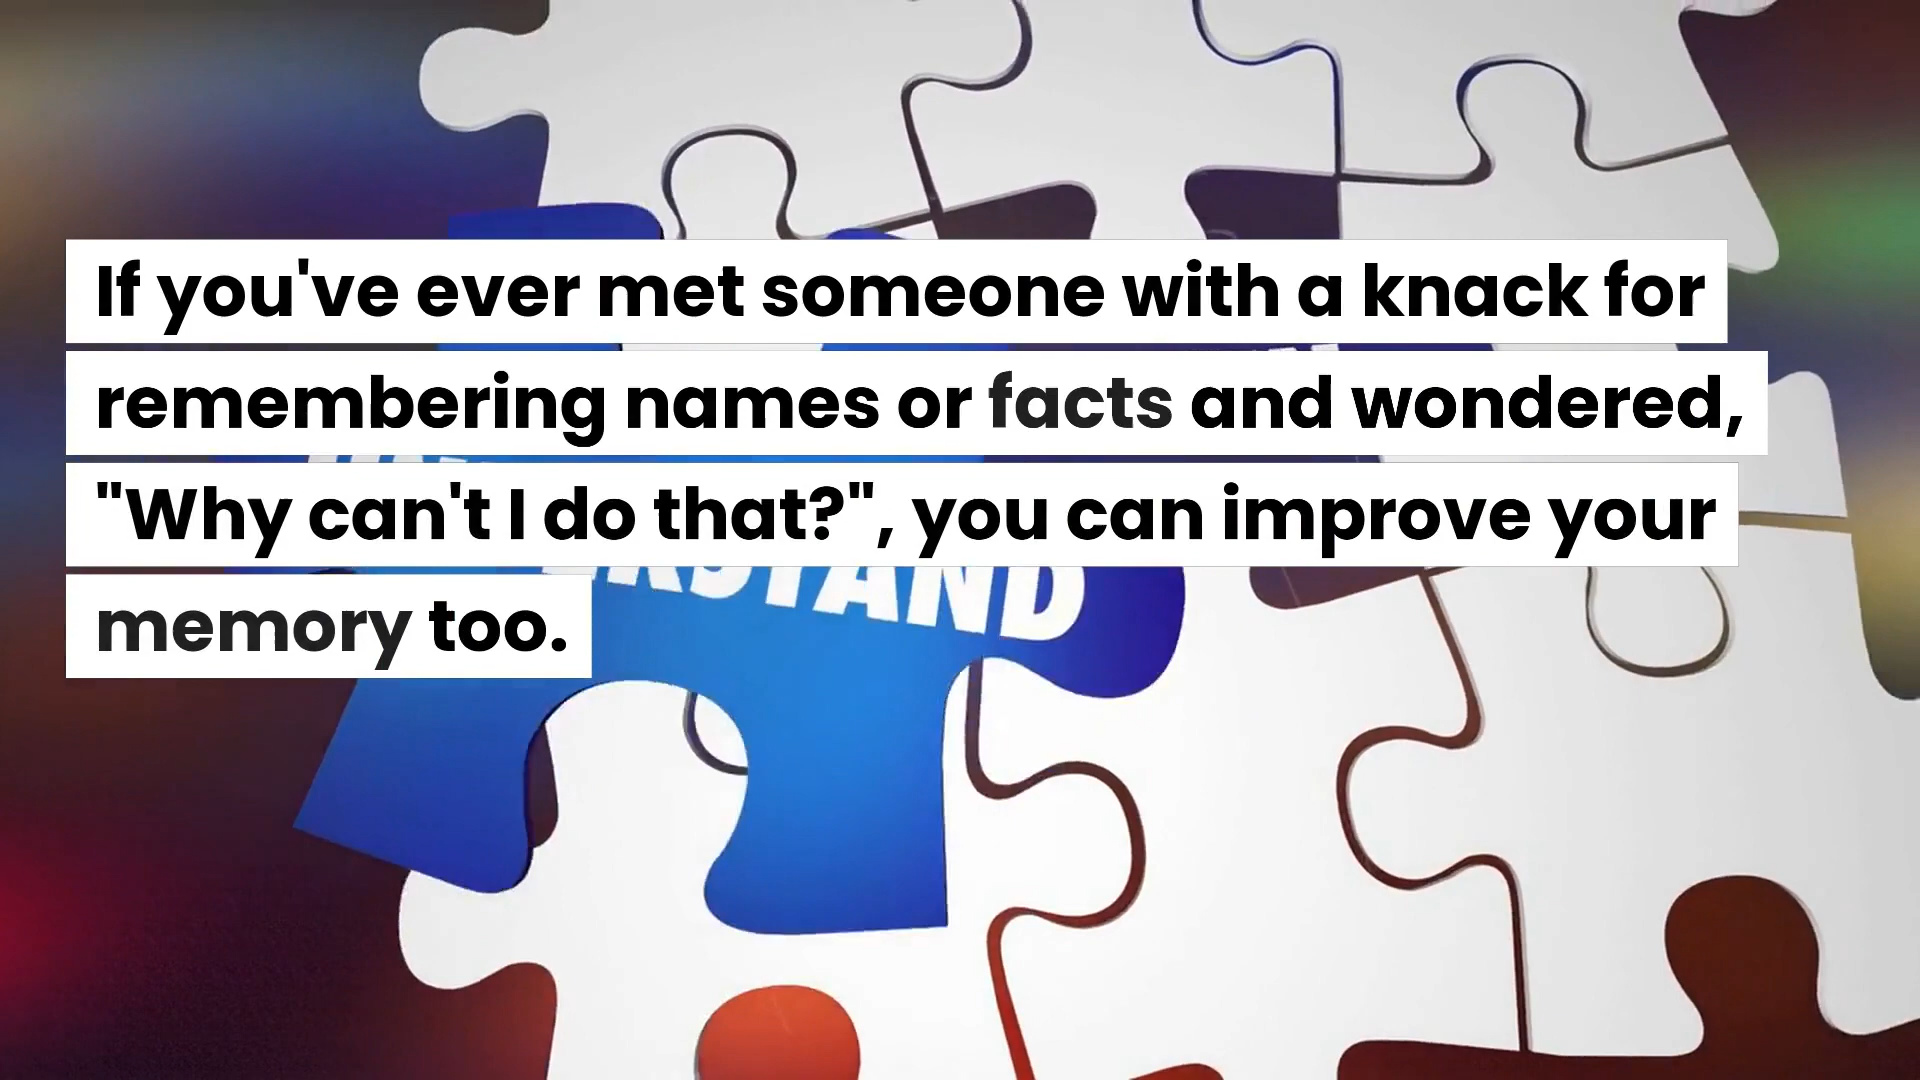 If you've ever met someone with a knack for
remembering names or facts and wondered,
"Why can't I do that?", you can improve your
memory too.